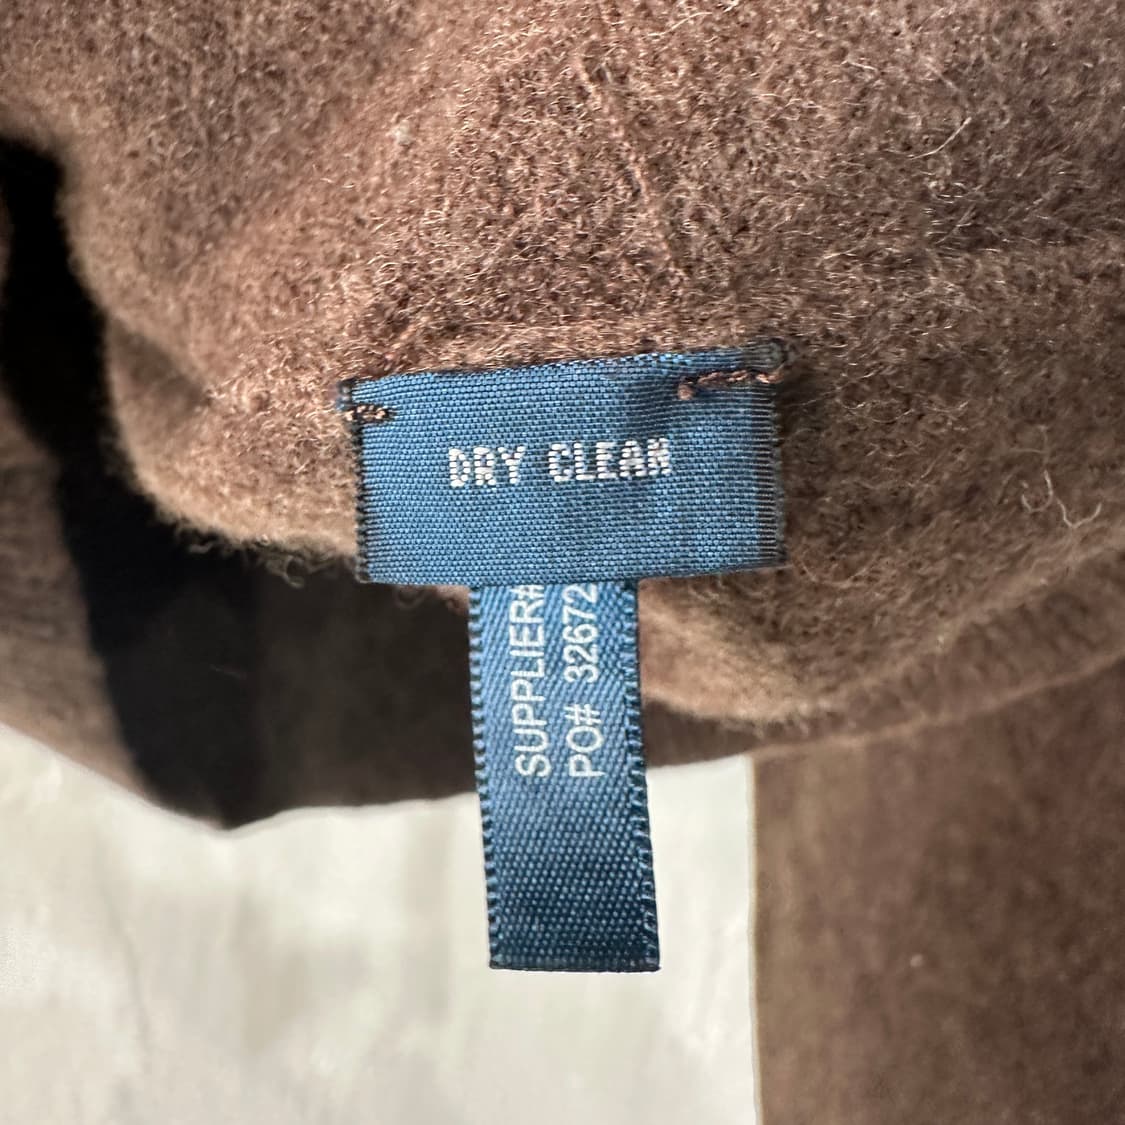 DRY CLEAN
SUPPLIER#
PO# 32672